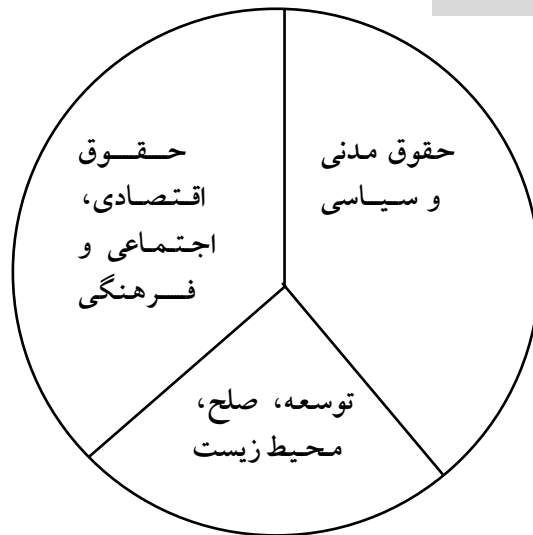 حقوق مدنی
و سیاسی
حقوق
اقتصادی،
اجتماعی و
فرهنگی
توسعه، صلح،
محیط زیست